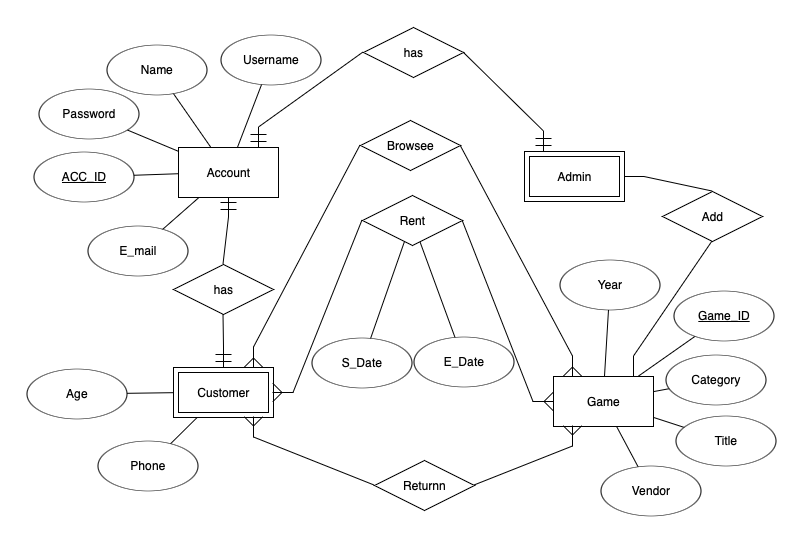 has
Username
Name
Password
Browsee
Account
ACC_ID
Admin
Add
Rent
E_mail
has
Year
Game_ID
S_Date
E_Date
Category
Age
Customer
Game
Title
Phone
Returnn
Vendor